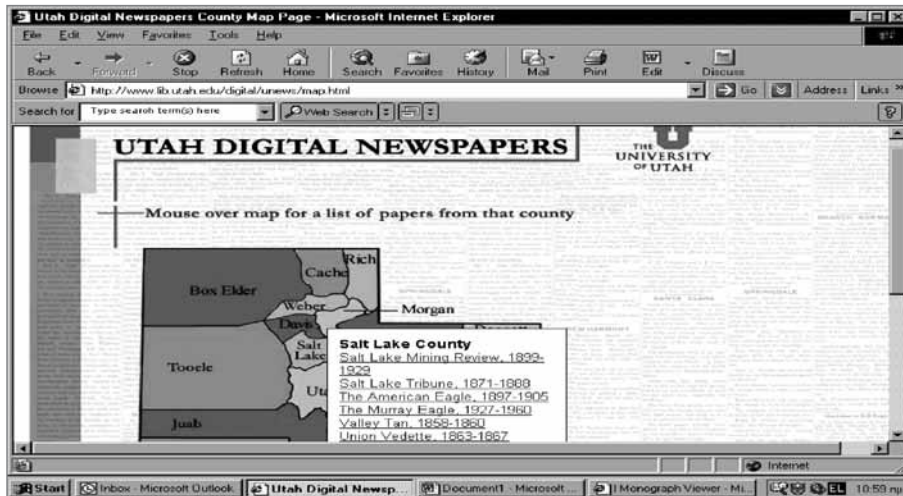 Utah Digital Newspapers County Map Page - Microsoft Internet Explorer
File Edit View Favorites Tools Help
Back Forward Stop Refresh Home Search Favorites History Mail Print Edit Discuss
Browse http://www.lib.utah.edu/digital/unews/map.html Go Address Links »
Search for Type search term(s) here Web Search
UTAH DIGITAL NEWSPAPERS
THE
UNIVERSITY
OF UTAH
Mouse over map for a list of papers from that county
Rich
Cache
Box Elder
Weber
Morgan
Davis
Salt
Lake
Tooele
Uta
Juab
Salt Lake County
Salt Lake Mining Review, 1899-
1929
Salt Lake Tribune, 1871-1888
The American Eagle, 1897-1905
The Murray Eagle, 1927-1960
Valley Tan, 1858-1860
Union Vedette, 1863-1867
Internet
Start Inbox - Microsoft Outlook Utah Digital Newsp... Document1 - Microsoft ... I Monograph Viewer - Mi... EL 10:59 πμ